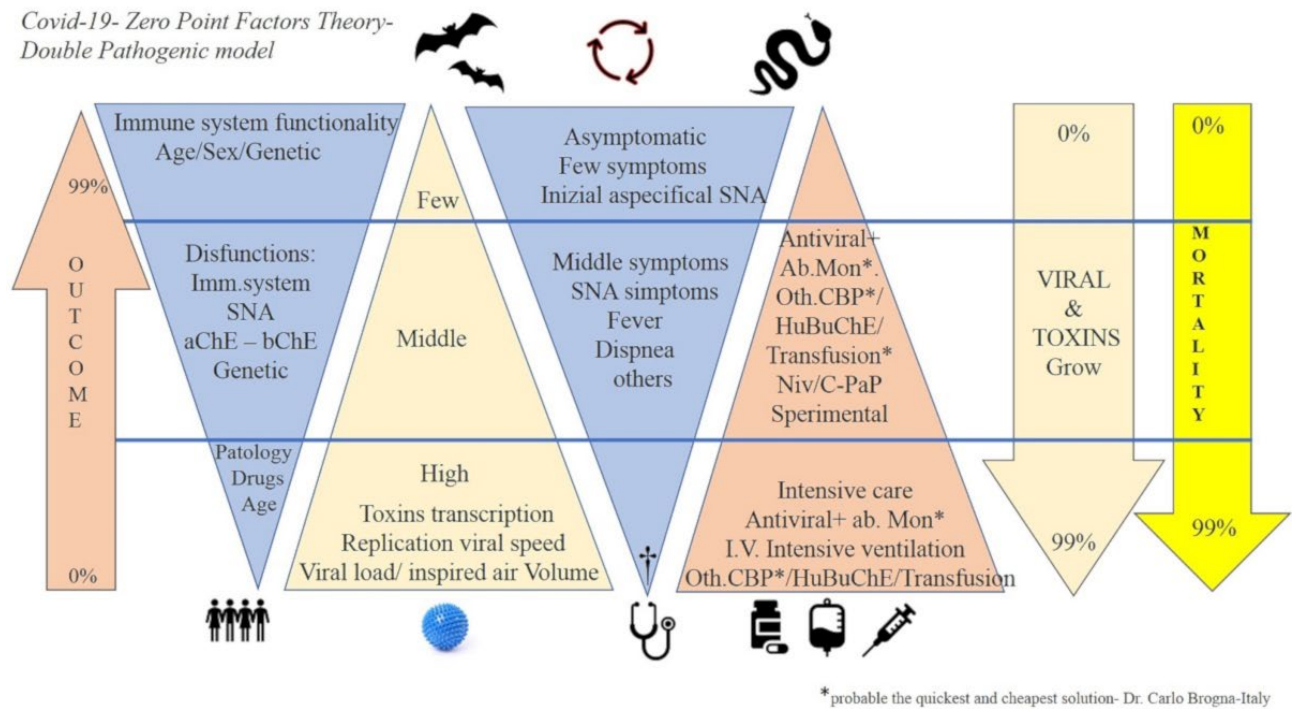 Covid-19- Zero Point Factors Theory-
Double Pathogenic model
99%
OUTCOME
0%
Immune system functionality
Age/Sex/Genetic
Disfunctions:
Imm.system
SNA
aChE – bChE
Genetic
Patology
Drugs
Age
Few
Middle
High
Toxins transcription
Replication viral speed
Viral load/ inspired air Volume
Asymptomatic
Few symptoms
Inizial aspecifical SNA
Middle symptoms
SNA simptoms
Fever
Dispnea
others
Antiviral+
Ab.Mon*.
Oth.CBP*/
HuBuChE/
Transfusion*
Niv/C-PaP
Sperimental
Intensive care
Antiviral+ ab. Mon*
I.V. Intensive ventilation
Oth.CBP*/HuBuChE/Transfusion
0%
VIRAL
&
TOXINS
Grow
99%
0%
MORTALITY
99%
*probable the quickest and cheapest solution- Dr. Carlo Brogna-Italy